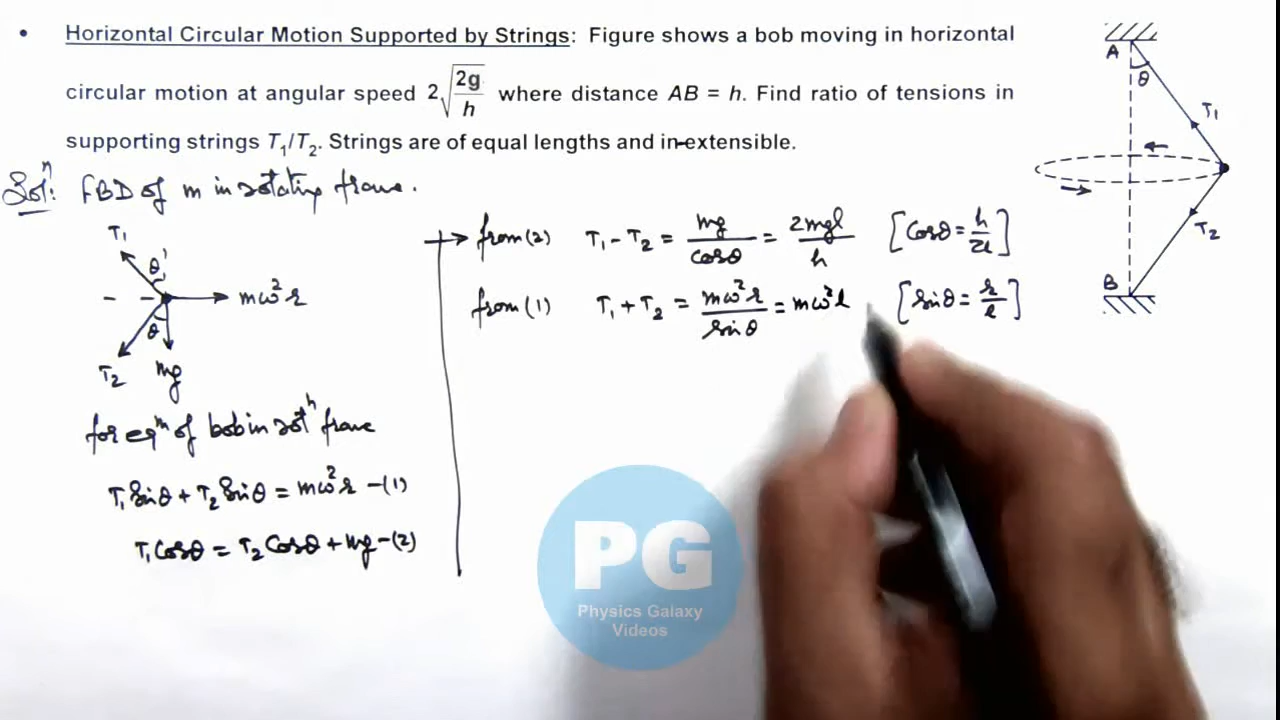 • Horizontal Circular Motion Supported by Strings: Figure shows a bob moving in horizontal
circular motion at angular speed 2√(2g/h) where distance AB = h. Find ratio of tensions in
supporting strings T₁/T₂. Strings are of equal lengths and in-extensible.
Solⁿ: FBD of m in rotating frame.
T₁
θ
mω²r
θ
T₂ mg
for eqᵐ of bob in rotⁿ frame
T₁ sinθ + T₂ sinθ = mω²r –(1)
T₁ cosθ = T₂ cosθ + mg –(2)
→ from (2) T₁ - T₂ = mg/cosθ = 2mgl/h [cosθ = h/2l]
from (1) T₁ + T₂ = mω²r/sinθ = mω²l [sinθ = r/l]
A
θ
T₁
T₂
B
PG
Physics Galaxy
Videos